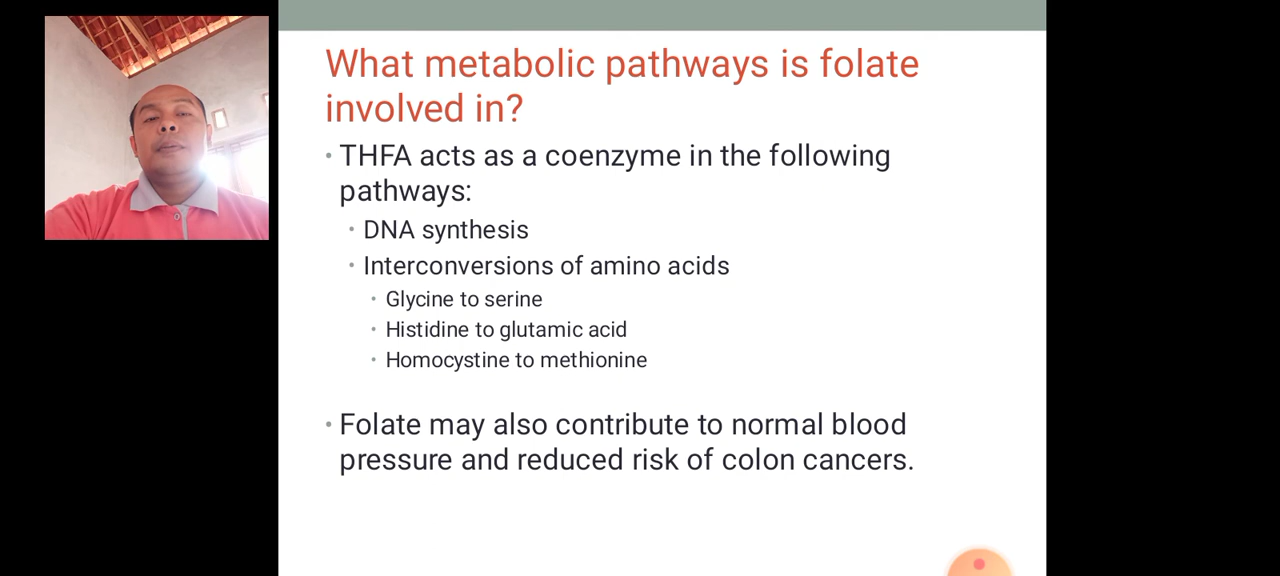 What metabolic pathways is folate
involved in?
• THFA acts as a coenzyme in the following
pathways:
• DNA synthesis
• Interconversions of amino acids
• Glycine to serine
• Histidine to glutamic acid
• Homocystine to methionine
• Folate may also contribute to normal blood
pressure and reduced risk of colon cancers.